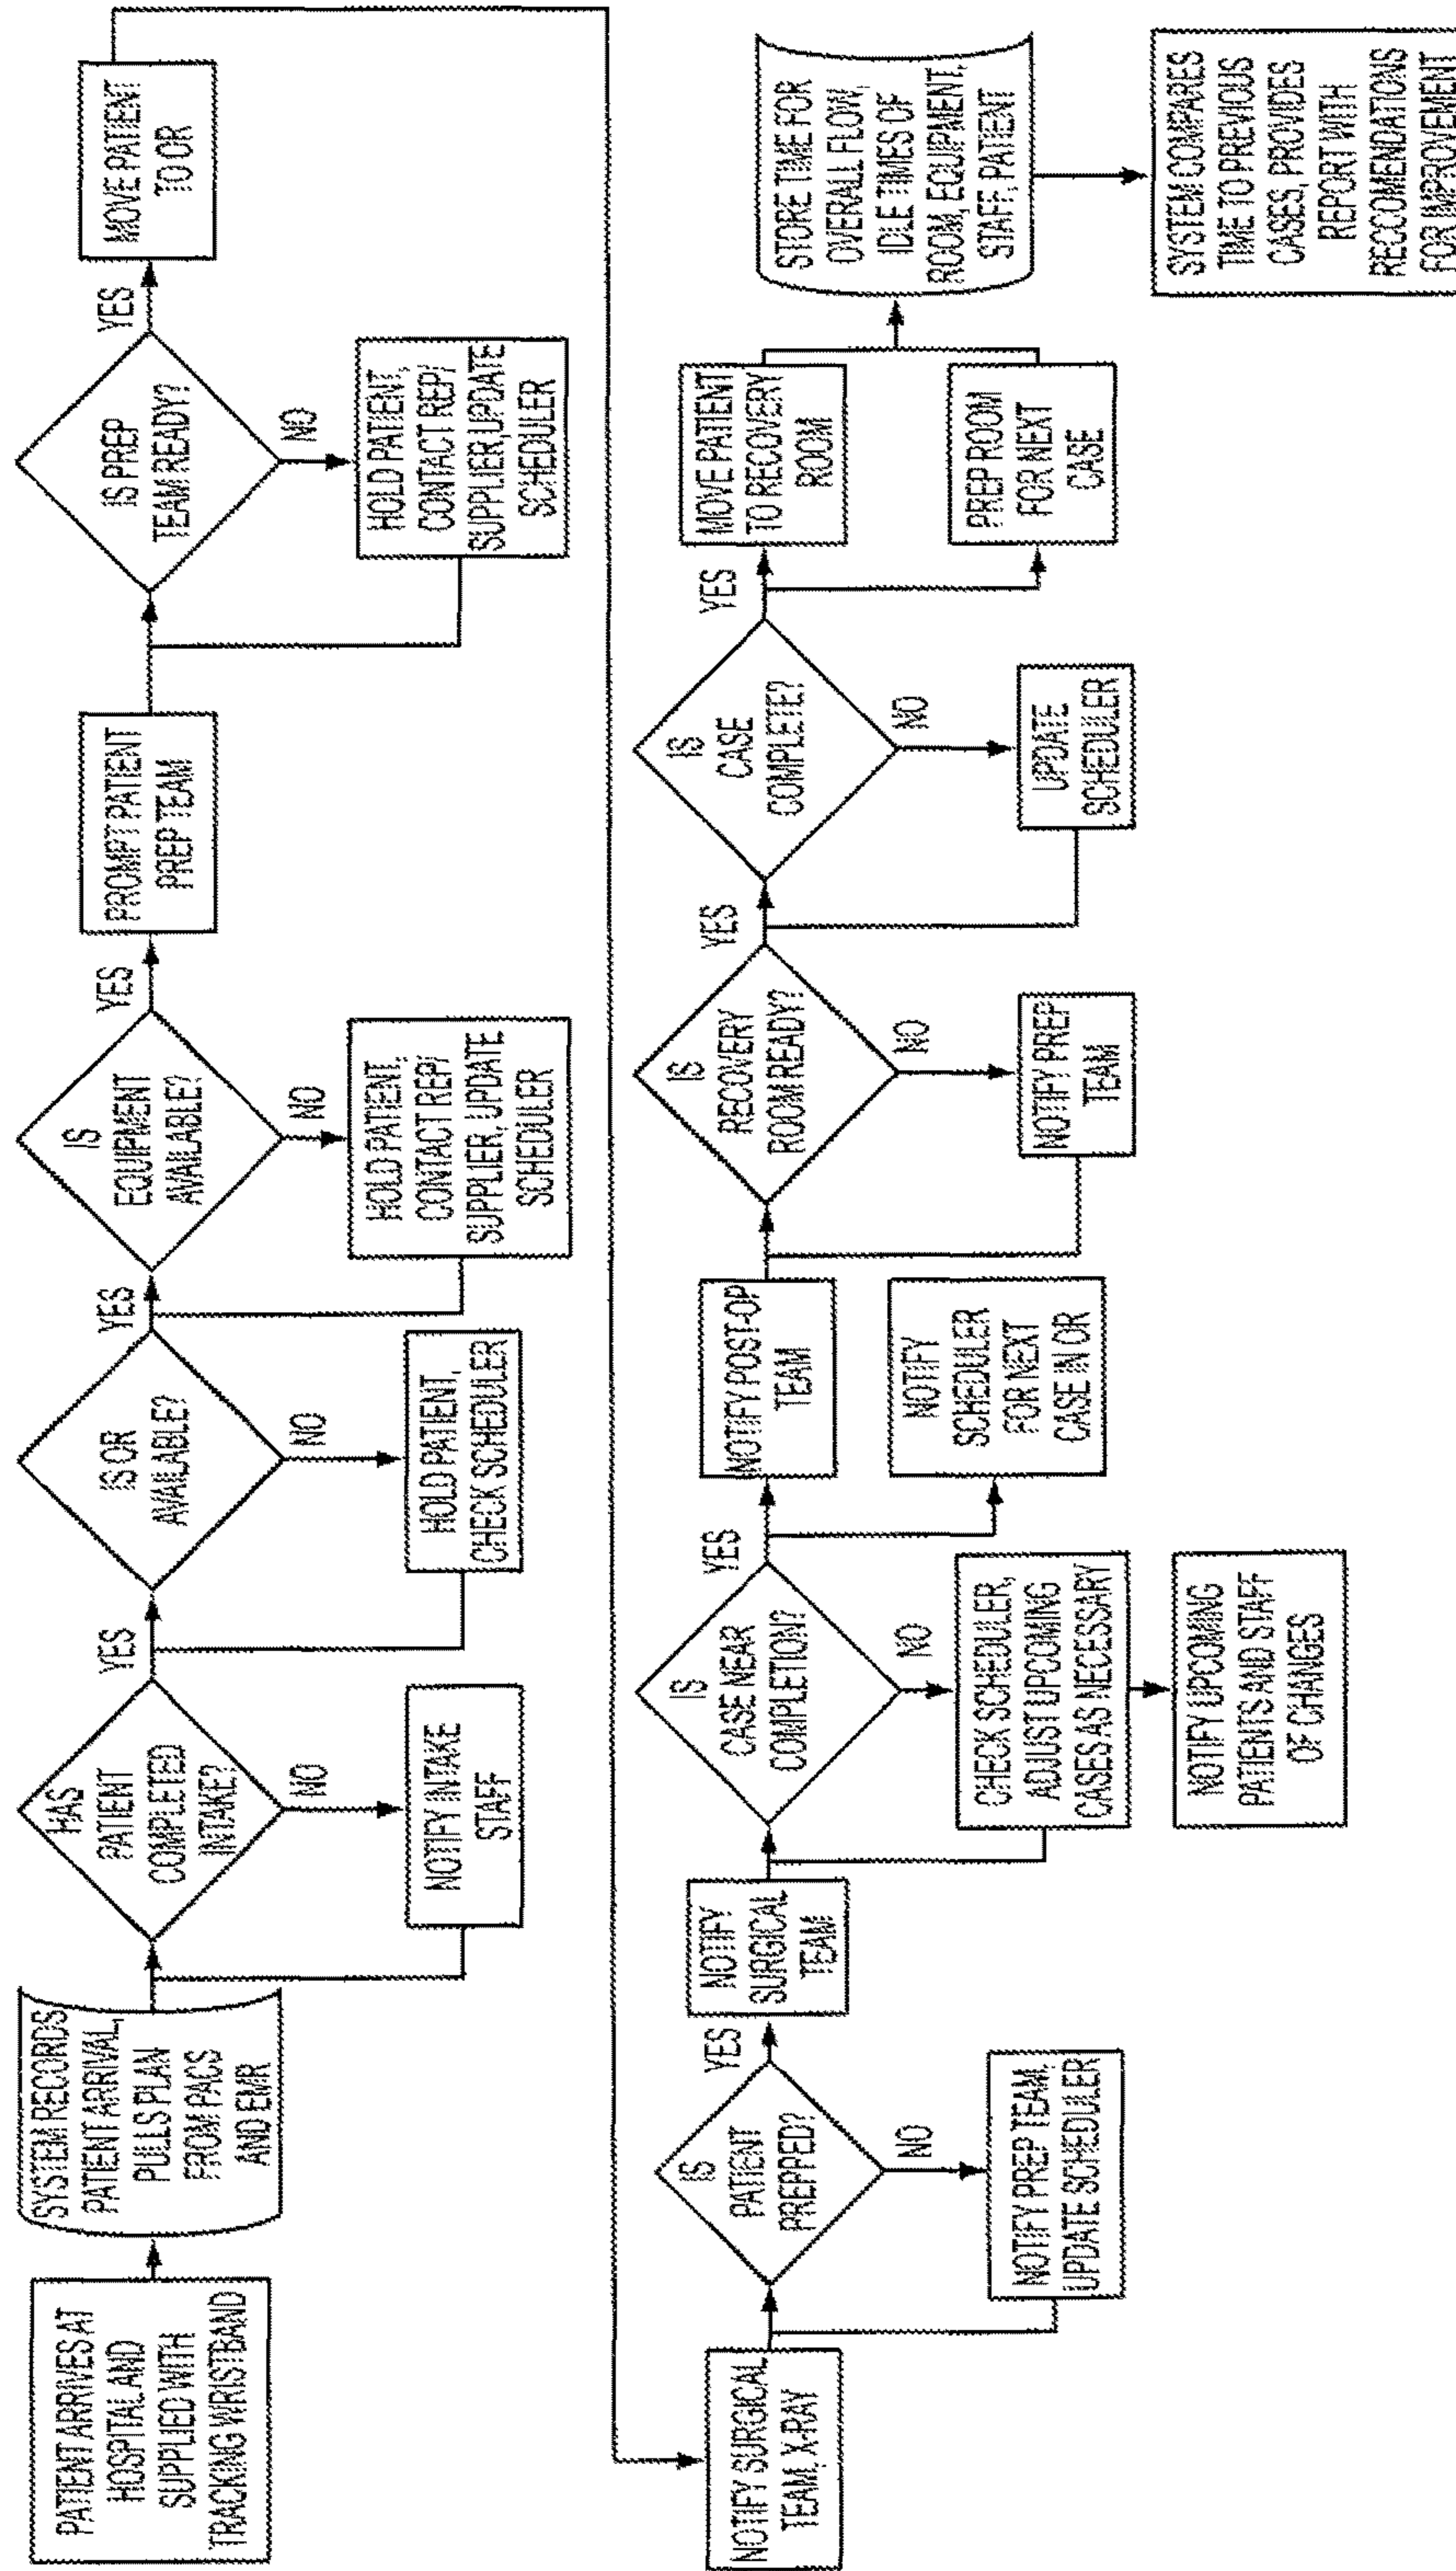 PATIENT ARRIVES AT
HOSPITAL AND
SUPPLIED WITH
TRACKING WRISTBAND
SYSTEM RECORDS
PATIENT ARRIVAL,
PULLS PLAN
FROM PACS
AND EMR
HAS
PATIENT
COMPLETED
INTAKE?
YES
NO
NOTIFY INTAKE
STAFF
IS OR
AVAILABLE?
YES
NO
HOLD PATIENT,
CHECK SCHEDULER
IS
EQUIPMENT
AVAILABLE?
YES
NO
HOLD PATIENT,
CONTACT REP/
SUPPLIER, UPDATE
SCHEDULER
PROMPT PATIENT
PREP TEAM
IS PREP
TEAM READY?
YES
NO
HOLD PATIENT,
CONTACT REP/
SUPPLIER, UPDATE
SCHEDULER
MOVE PATIENT
TO OR
NOTIFY SURGICAL
TEAM, X-RAY
IS
PATIENT
PREPPED?
YES
NO
NOTIFY PREP TEAM,
UPDATE SCHEDULER
NOTIFY
SURGICAL
TEAM
IS
CASE NEAR
COMPLETION?
YES
NO
CHECK SCHEDULER,
ADJUST UPCOMING
CASES AS NECESSARY
NOTIFY UPCOMING
PATIENTS AND STAFF
OF CHANGES
NOTIFY POST-OP
TEAM
NOTIFY
SCHEDULER
FOR NEXT
CASE IN OR
IS
RECOVERY
ROOM READY?
YES
NO
NOTIFY PREP
TEAM
IS
CASE
COMPLETE?
YES
NO
UPDATE
SCHEDULER
MOVE PATIENT
TO RECOVERY
ROOM
PREP ROOM
FOR NEXT
CASE
STORE TIME FOR
OVERALL FLOW,
IDLE TIMES OF
ROOM, EQUIPMENT,
STAFF, PATIENT
SYSTEM COMPARES
TIME TO PREVIOUS
CASES, PROVIDES
REPORT WITH
RECCOMENDATIONS
FOR IMPROVEMENT